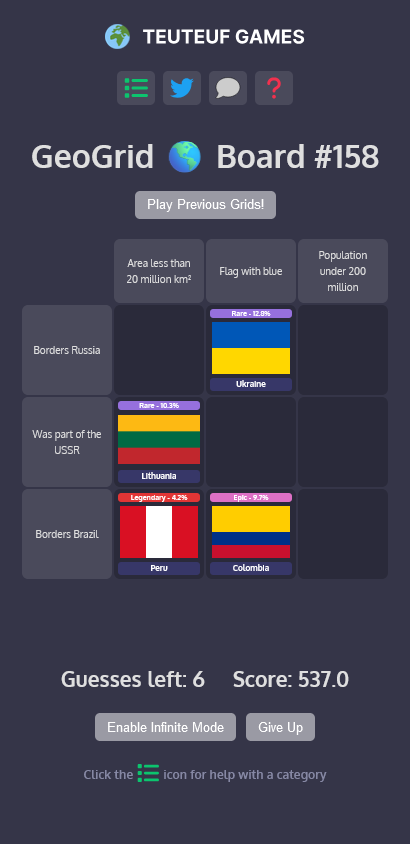 TEUTEUF GAMES
GeoGrid Board #158
Play Previous Grids!
Area less than
20 million km²
Flag with blue
Population
under 200
million
Borders Russia
Rare - 12.8%
Ukraine
Was part of the
USSR
Rare - 10.3%
Lithuania
Borders Brazil
Legendary - 4.2%
Peru
Epic - 9.7%
Colombia
Guesses left: 6 Score: 537.0
Enable Infinite Mode Give Up
Click the icon for help with a category